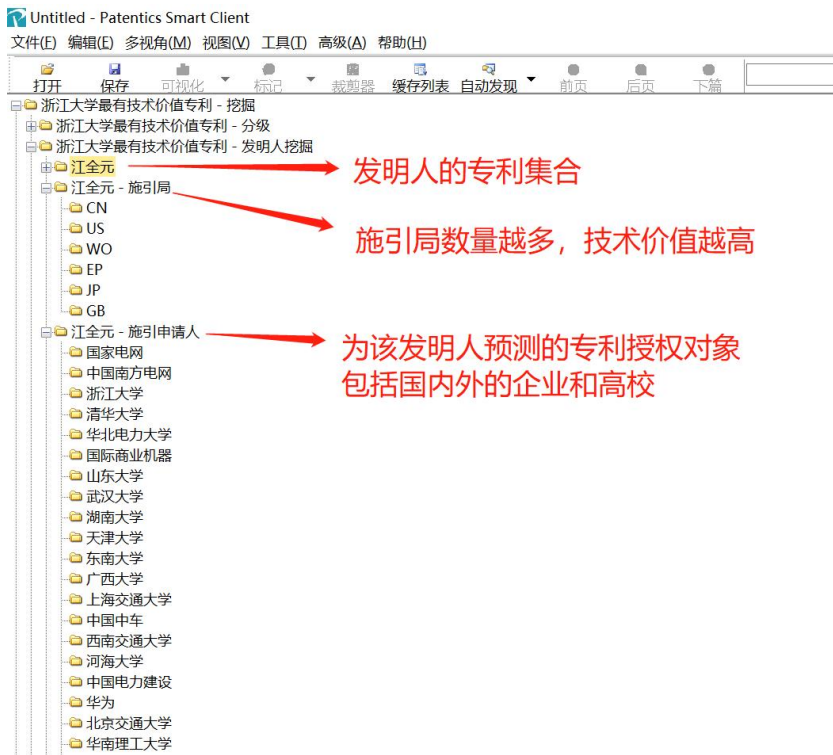 Untitled - Patentics Smart Client
文件(F) 编辑(E) 多视角(M) 视图(V) 工具(T) 高级(A) 帮助(H)
打开 保存 可视化 标记 裁剪器 缓存列表 自动发现 前页 后页 下篇
浙江大学最有技术价值专利 - 挖掘
浙江大学最有技术价值专利 - 分级
浙江大学最有技术价值专利 - 发明人挖掘
江全元
发明人的专利集合
江全元 - 施引局
CN
US
施引局数量越多，技术价值越高
WO
EP
JP
GB
江全元 - 施引申请人
为该发明人预测的专利授权对象
包括国内外的企业和高校
国家电网
中国南方电网
浙江大学
清华大学
华北电力大学
国际商业机器
山东大学
武汉大学
湖南大学
天津大学
东南大学
广西大学
上海交通大学
中国中车
西南交通大学
河海大学
中国电力建设
华为
北京交通大学
华南理工大学